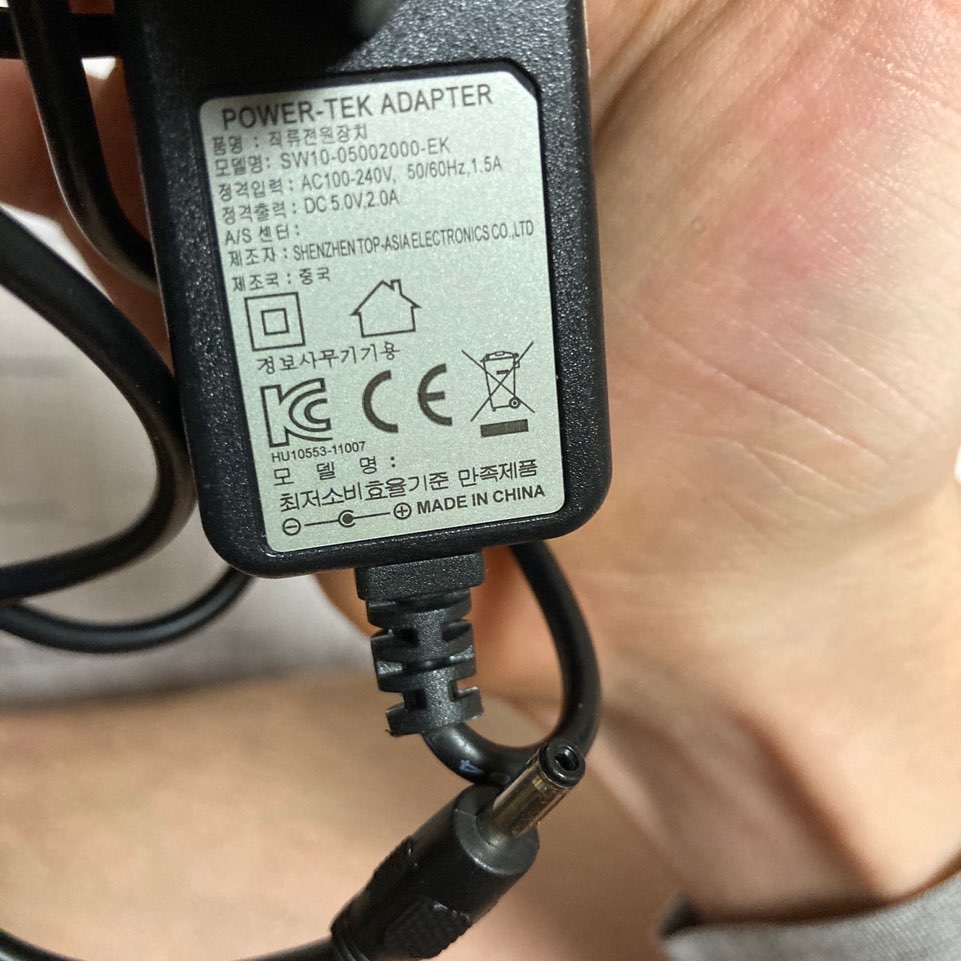 POWER-TEK ADAPTER
품명 : 직류전원장치
모델명: SW10-05002000-EK
정격입력 : AC100-240V, 50/60Hz,1.5A
정격출력 : DC 5.0V,2.0A
A/S 센터 :
제조자 : SHENZHEN TOP-ASIA ELECTRONICS CO.,LTD
제조국 : 중국
정보사무기기용
KC CE
HU10553-11007
모 델 명 :
최저소비효율기준 만족제품
⊖ ⊕ MADE IN CHINA